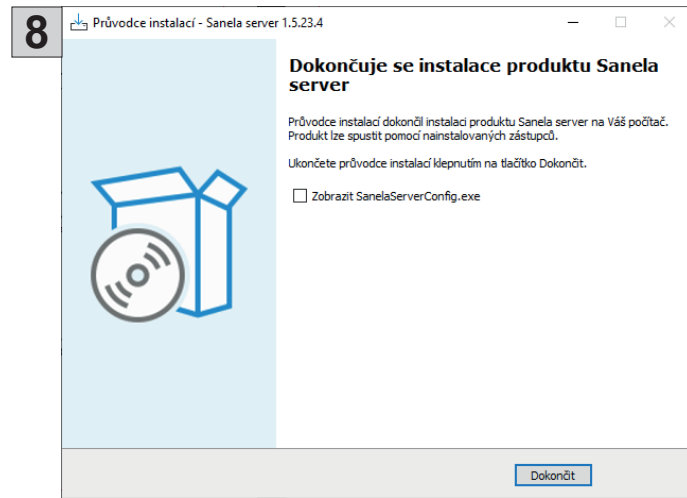 8
Průvodce instalací - Sanela server 1.5.23.4
Dokončuje se instalace produktu Sanela
server
Průvodce instalací dokončil instalaci produktu Sanela server na Váš počítač.
Produkt lze spustit pomocí nainstalovaných zástupců.
Ukončete průvodce instalací klepnutím na tlačítko Dokončit.
Zobrazit SanelaServerConfig.exe
Dokončit